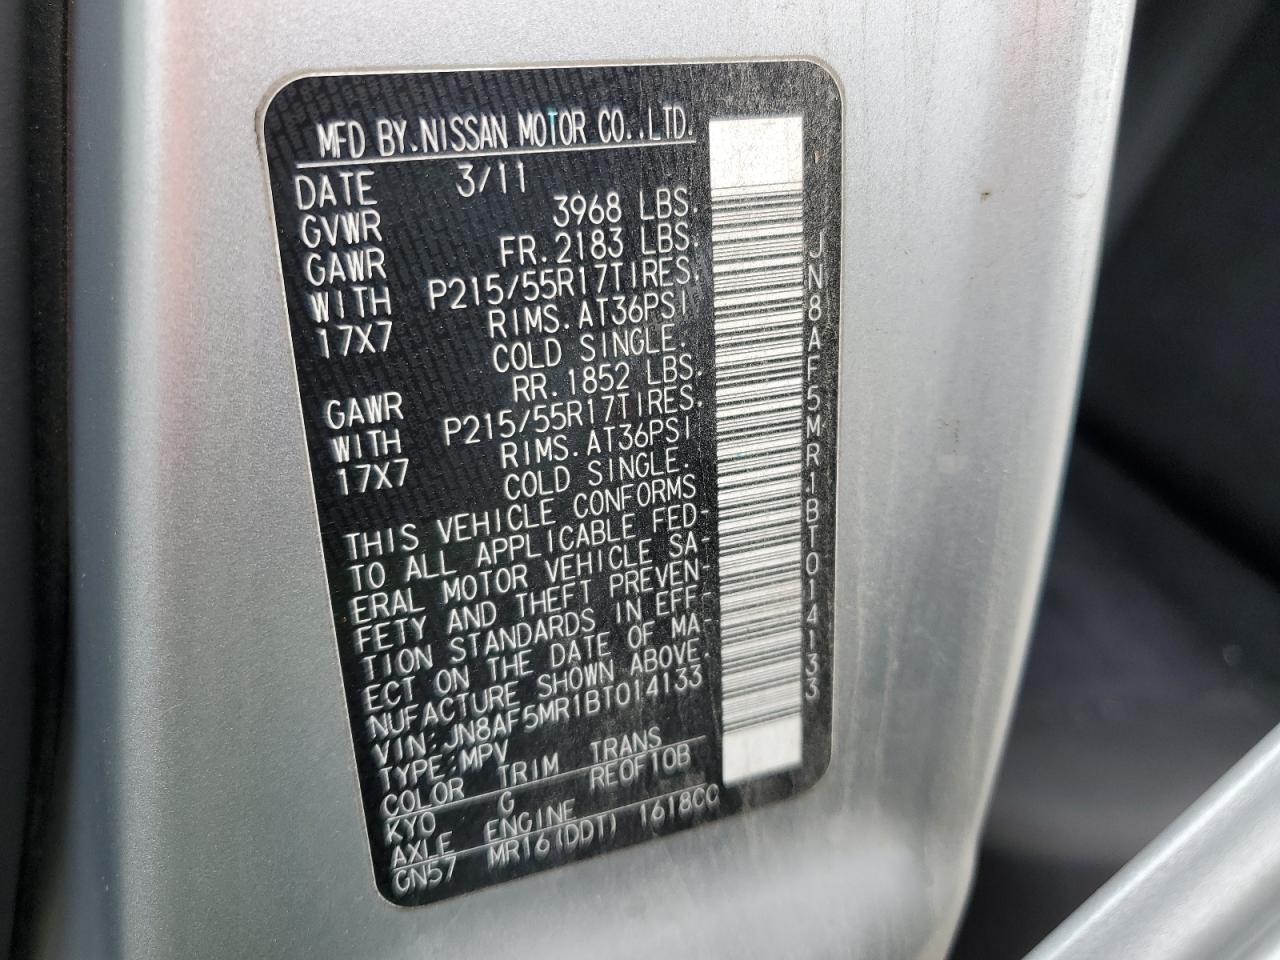 MFD BY.NISSAN MOTOR CO.,LTD.
DATE 3/11
GVWR 3968 LBS.
GAWR FR.2183 LBS.
WITH P215/55R17TIRES.
17X7 RIMS.AT36PSI
COLD SINGLE.
GAWR RR.1852 LBS.
WITH P215/55R17TIRES.
17X7 RIMS.AT36PSI
COLD SINGLE.
THIS VEHICLE CONFORMS
TO ALL APPLICABLE FED-
ERAL MOTOR VEHICLE SA-
FETY AND THEFT PREVEN-
TION STANDARDS IN EFF-
ECT ON THE DATE OF MA-
NUFACTURE SHOWN ABOVE.
VIN:JN8AF5MR1BT014133
TYPE:MPV
COLOR TRIM TRANS
KYO G RE0F10B
AXLE ENGINE
GN57 MR16(DDT) 1618CC
JN8AF5MR1BT014133